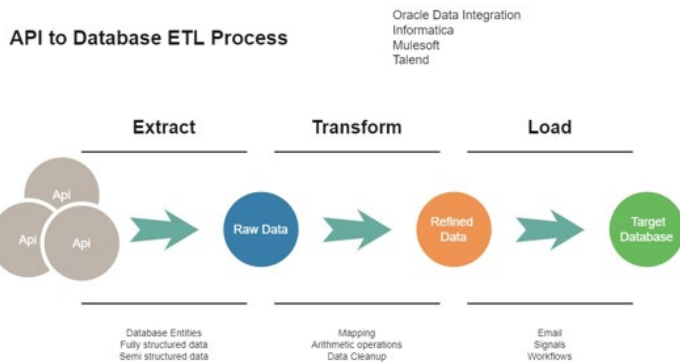 API to Database ETL Process
Oracle Data Integration
Informatica
Mulesoft
Talend
Extract
Transform
Load
Api
Api
Api
Raw Data
Refined
Data
Target
Database
Database Entities
Fully structured data
Semi structured data
Mapping
Arithmetic operations
Data Cleanup
Email
Signals
Workflows